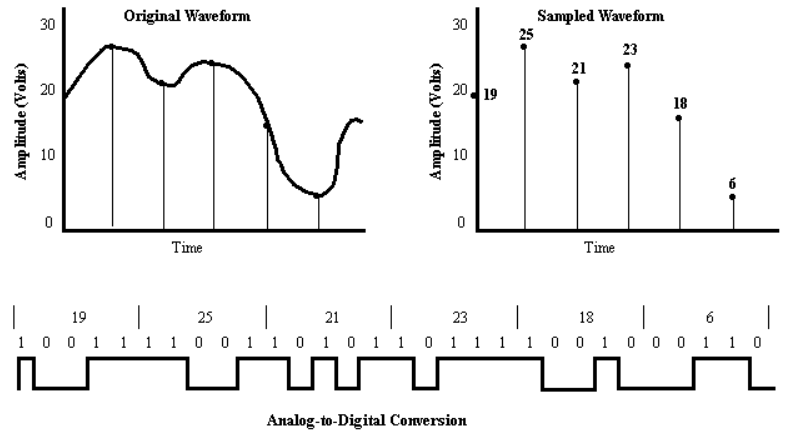 Original Waveform
30
20
10
0
Amplitude (Volts)
Time
Sampled Waveform
30
20
10
0
Amplitude (Volts)
19
25
21
23
18
6
Time
19 25 21 23 18 6
1 0 0 1 1 1 1 0 0 1 1 0 1 0 1 1 0 1 1 1 1 0 0 1 0 0 0 1 1 0
Analog-to-Digital Conversion